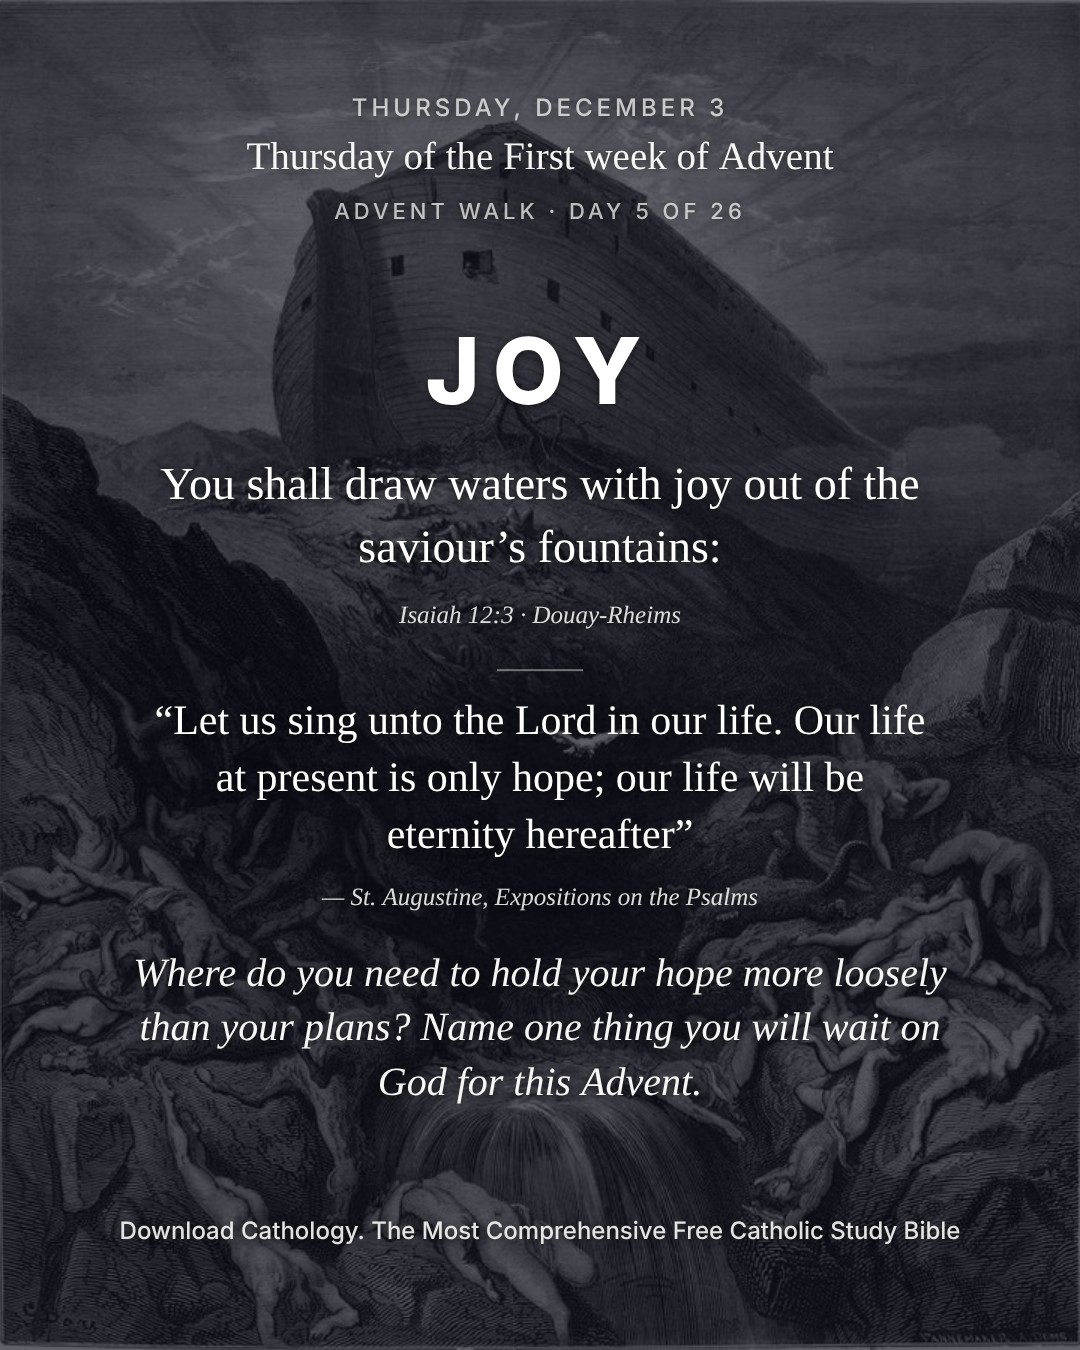 THURSDAY, DECEMBER 3
Thursday of the First week of Advent
ADVENT WALK · DAY 5 OF 26
JOY
You shall draw waters with joy out of the
saviour’s fountains:
Isaiah 12:3 · Douay-Rheims
“Let us sing unto the Lord in our life. Our life
at present is only hope; our life will be
eternity hereafter”
— St. Augustine, Expositions on the Psalms
Where do you need to hold your hope more loosely
than your plans? Name one thing you will wait on
God for this Advent.
Download Cathology. The Most Comprehensive Free Catholic Study Bible